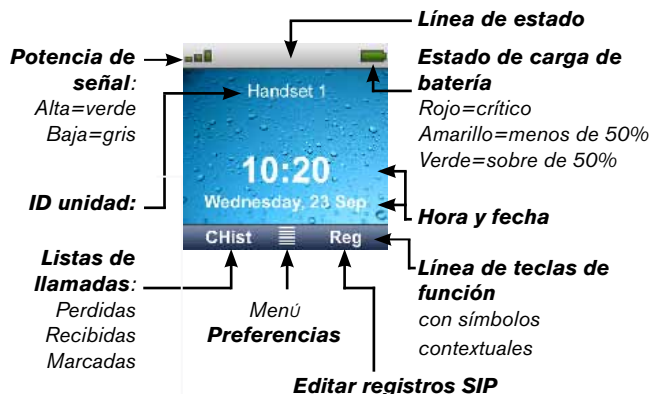 Línea de estado
Potencia de
señal:
Alta=verde
Baja=gris
Estado de carga de
batería
Rojo=crítico
Amarillo=menos de 50%
Verde=sobre de 50%
Handset 1
10:20
Wednesday, 23 Sep
ID unidad:
Hora y fecha
CHist
Reg
Listas de
llamadas:
Perdidas
Recibidas
Marcadas
Menú
Preferencias
Línea de teclas de
función
con símbolos
contextuales
Editar registros SIP